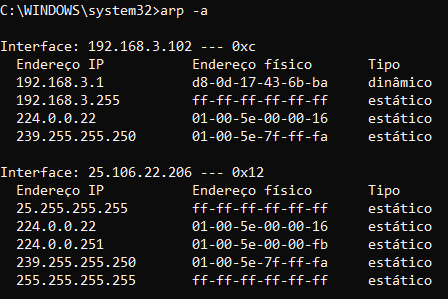 C:\WINDOWS\system32>arp -a
Interface: 192.168.3.102 --- 0xc
Endereço IP Endereço físico Tipo
192.168.3.1 d8-0d-17-43-6b-ba dinâmico
192.168.3.255 ff-ff-ff-ff-ff-ff estático
224.0.0.22 01-00-5e-00-00-16 estático
239.255.255.250 01-00-5e-7f-ff-fa estático
Interface: 25.106.22.206 --- 0x12
Endereço IP Endereço físico Tipo
25.255.255.255 ff-ff-ff-ff-ff-ff estático
224.0.0.22 01-00-5e-00-00-16 estático
224.0.0.251 01-00-5e-00-00-fb estático
239.255.255.250 01-00-5e-7f-ff-fa estático
255.255.255.255 ff-ff-ff-ff-ff-ff estático